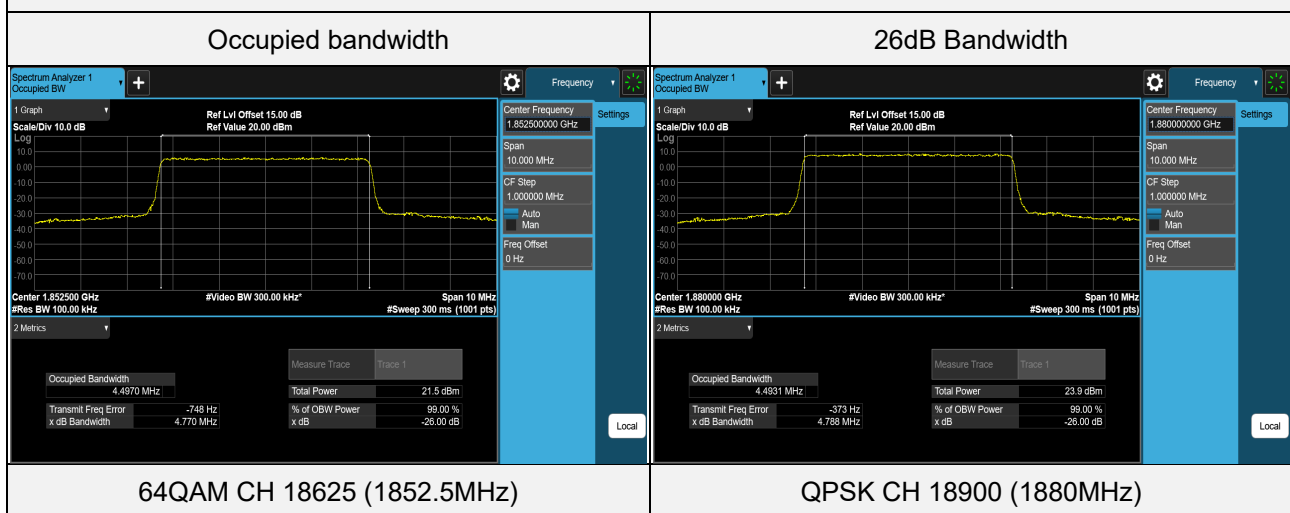 Occupied bandwidth
26dB Bandwidth
Spectrum Analyzer 1
Occupied BW
+
Frequency
1 Graph
Scale/Div 10.0 dB
Ref Lvl Offset 15.00 dB
Ref Value 20.00 dBm
Log
10.0
0.00
-10.0
-20.0
-30.0
-40.0
-50.0
-60.0
-70.0
Center 1.852500 GHz
#Res BW 100.00 kHz
#Video BW 300.00 kHz*
Span 10 MHz
#Sweep 300 ms (1001 pts)
Center Frequency
1.852500000 GHz
Settings
Span
10.000 MHz
CF Step
1.000000 MHz
Auto
Man
Freq Offset
0 Hz
Local
2 Metrics
Measure Trace Trace 1
Occupied Bandwidth
4.4970 MHz
Total Power 21.5 dBm
Transmit Freq Error -748 Hz
% of OBW Power 99.00 %
x dB Bandwidth 4.770 MHz
x dB -26.00 dB
Spectrum Analyzer 1
Occupied BW
+
Frequency
1 Graph
Scale/Div 10.0 dB
Ref Lvl Offset 15.00 dB
Ref Value 20.00 dBm
Log
10.0
0.00
-10.0
-20.0
-30.0
-40.0
-50.0
-60.0
-70.0
Center 1.880000 GHz
#Res BW 100.00 kHz
#Video BW 300.00 kHz*
Span 10 MHz
#Sweep 300 ms (1001 pts)
Center Frequency
1.880000000 GHz
Settings
Span
10.000 MHz
CF Step
1.000000 MHz
Auto
Man
Freq Offset
0 Hz
Local
2 Metrics
Measure Trace Trace 1
Occupied Bandwidth
4.4931 MHz
Total Power 23.9 dBm
Transmit Freq Error -373 Hz
% of OBW Power 99.00 %
x dB Bandwidth 4.788 MHz
x dB -26.00 dB
64QAM CH 18625 (1852.5MHz)
QPSK CH 18900 (1880MHz)